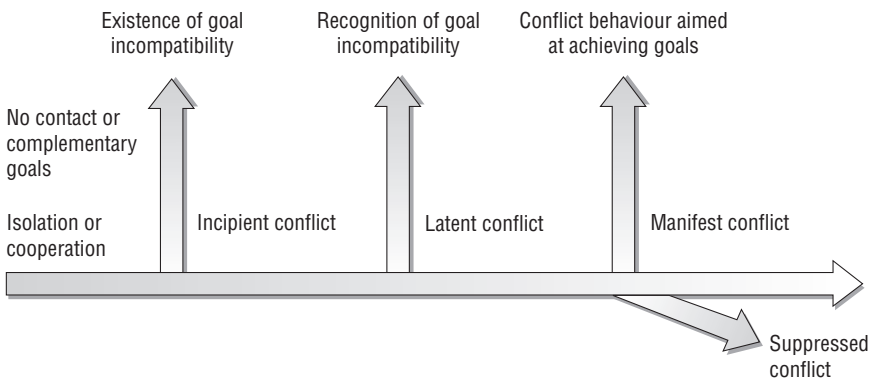 Existence of goal
incompatibility
Recognition of goal
incompatibility
Conflict behaviour aimed
at achieving goals
No contact or
complementary
goals
Isolation or
cooperation
Incipient conflict
Latent conflict
Manifest conflict
Suppressed
conflict